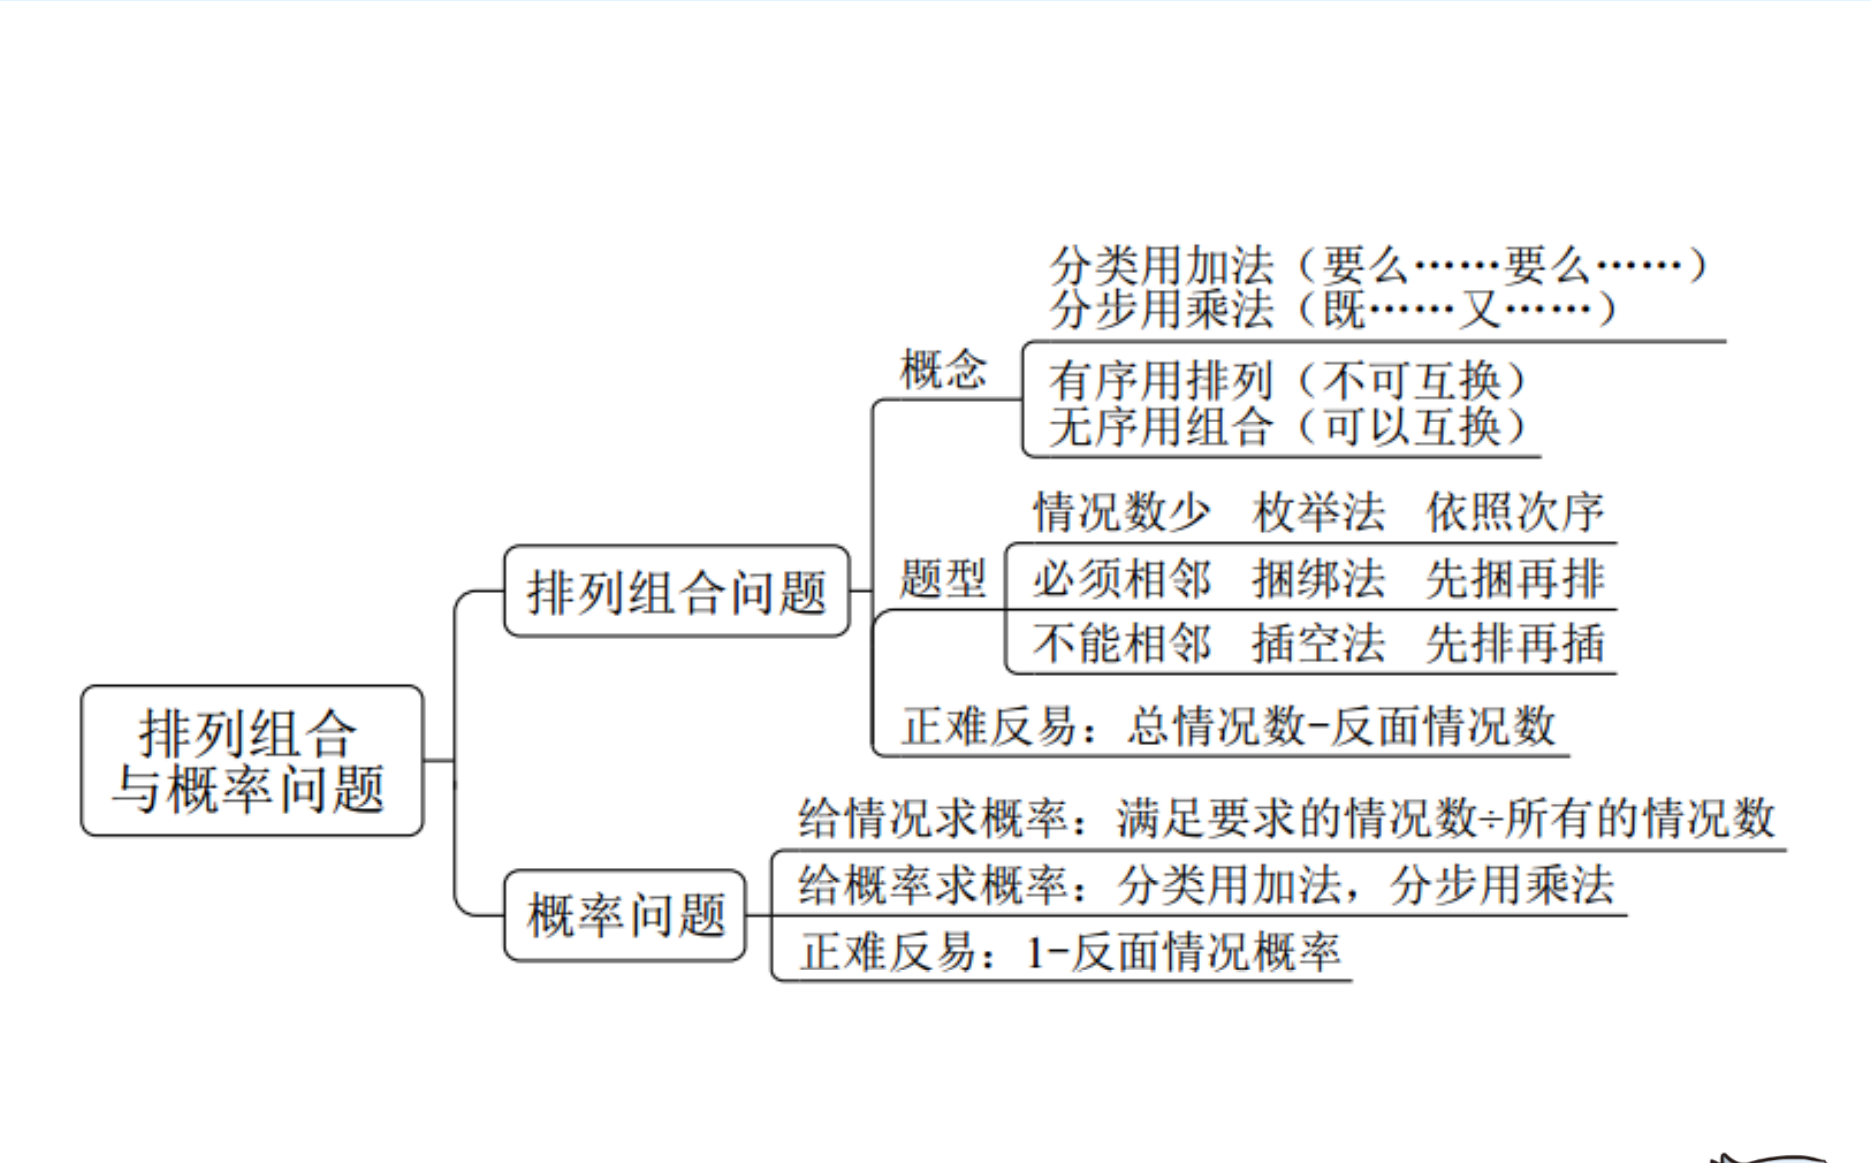 分类用加法（要么……要么……）
分步用乘法（既……又……）
概念
有序用排列（不可互换）
无序用组合（可以互换）
情况数少 枚举法 依照次序
排列组合问题
题型
必须相邻 捆绑法 先捆再排
不能相邻 插空法 先排再插
正难反易：总情况数-反面情况数
排列组合
与概率问题
给情况求概率：满足要求的情况数÷所有的情况数
概率问题
给概率求概率：分类用加法，分步用乘法
正难反易：1-反面情况概率